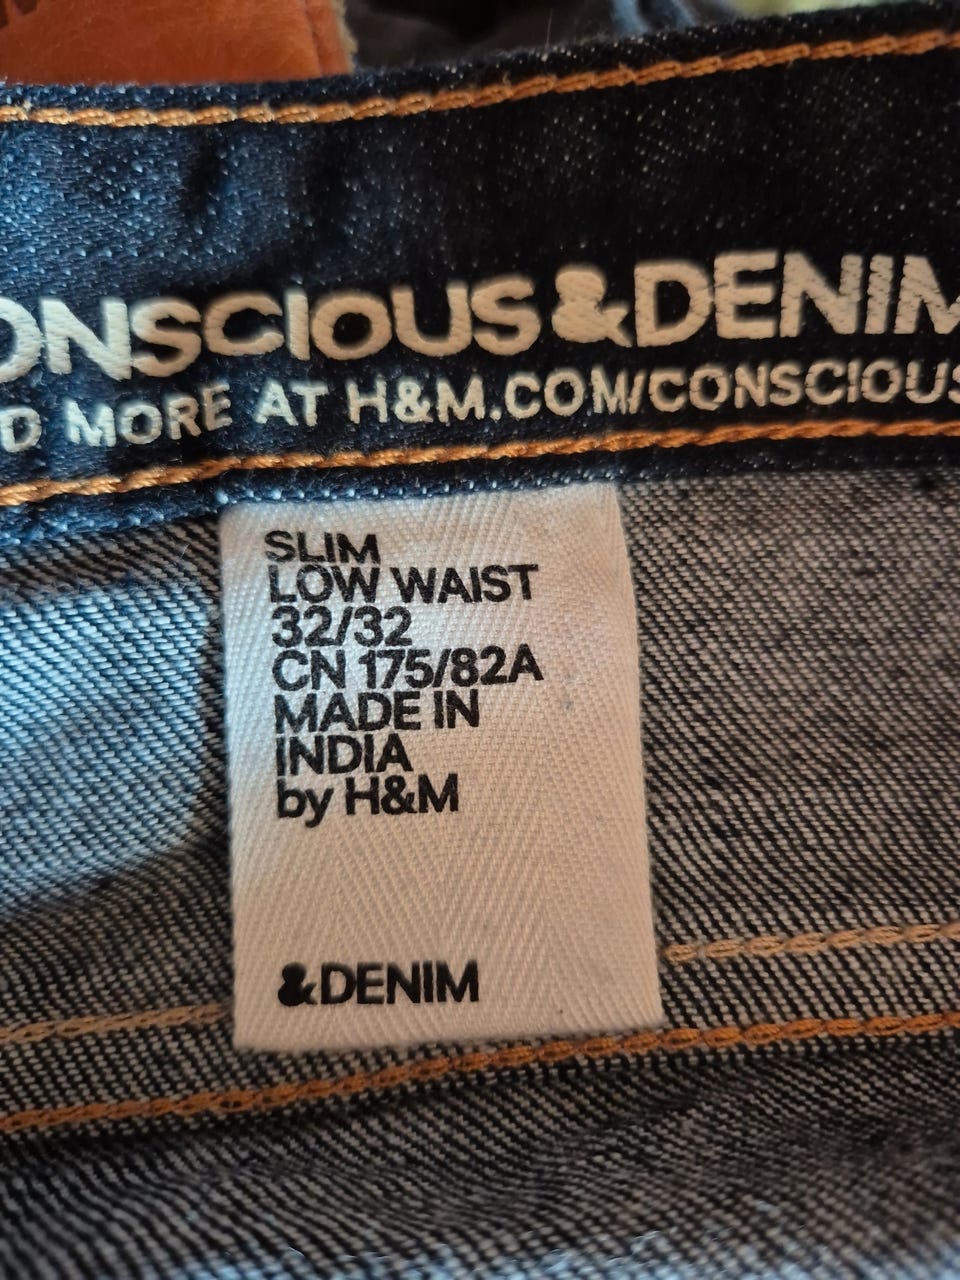 ONSCIOUS&DENIM
D MORE AT H&M.COM/CONSCIOUS
SLIM
LOW WAIST
32/32
CN 175/82A
MADE IN
INDIA
by H&M
&DENIM